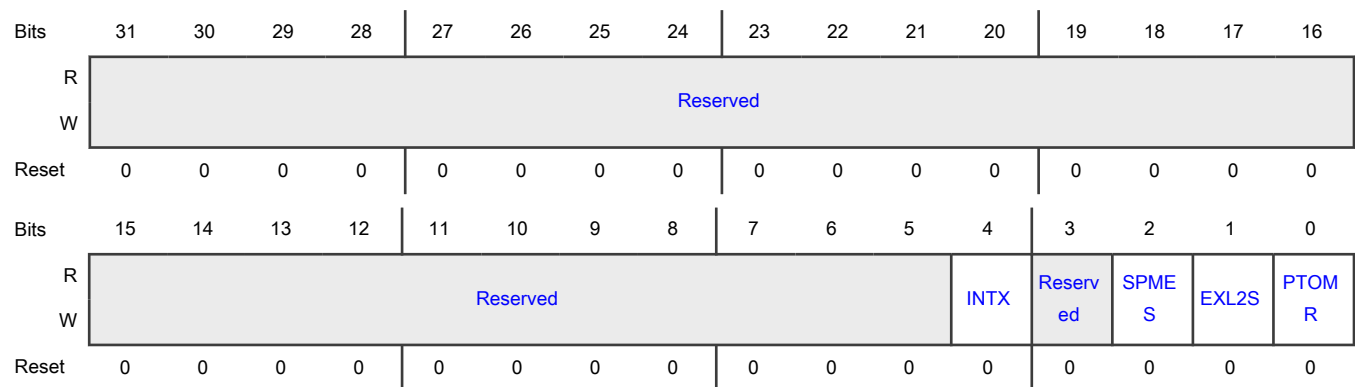 Bits 31 30 29 28 27 26 25 24 23 22 21 20 19 18 17 16
R
Reserved
W
Reset 0 0 0 0 0 0 0 0 0 0 0 0 0 0 0 0
Bits 15 14 13 12 11 10 9 8 7 6 5 4 3 2 1 0
R Reserv SPME PTOM
Reserved INTX EXL2S
W ed S R
Reset 0 0 0 0 0 0 0 0 0 0 0 0 0 0 0 0